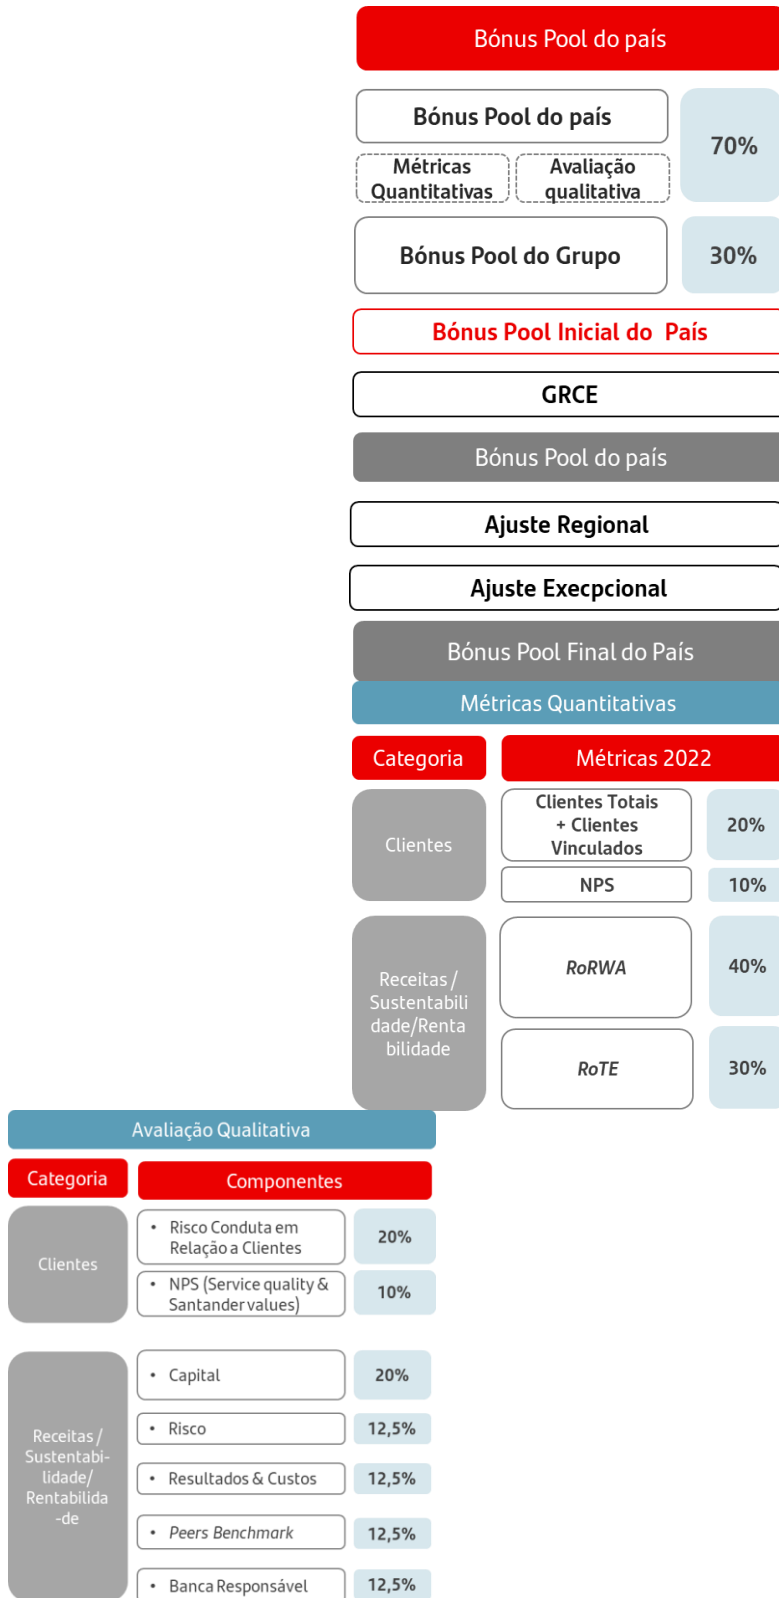 Bónus Pool do país
Bónus Pool do país
70%
Métricas
Quantitativas
Avaliação
qualitativa
Bónus Pool do Grupo
30%
Bónus Pool Inicial do País
GRCE
Bónus Pool do país
Ajuste Regional
Ajuste Execpcional
Bónus Pool Final do País
Métricas Quantitativas
Categoria
Métricas 2022
Clientes
Clientes Totais
+ Clientes
Vinculados
20%
NPS
10%
Receitas /
Sustentabili
dade/Renta
bilidade
RoRWA
40%
RoTE
30%
Avaliação Qualitativa
Categoria
Componentes
Clientes
• Risco Conduta em
Relação a Clientes
20%
• NPS (Service quality &
Santander values)
10%
Receitas /
Sustentabi-
lidade/
Rentabilida
-de
• Capital
20%
• Risco
12,5%
• Resultados & Custos
12,5%
• Peers Benchmark
12,5%
• Banca Responsável
12,5%